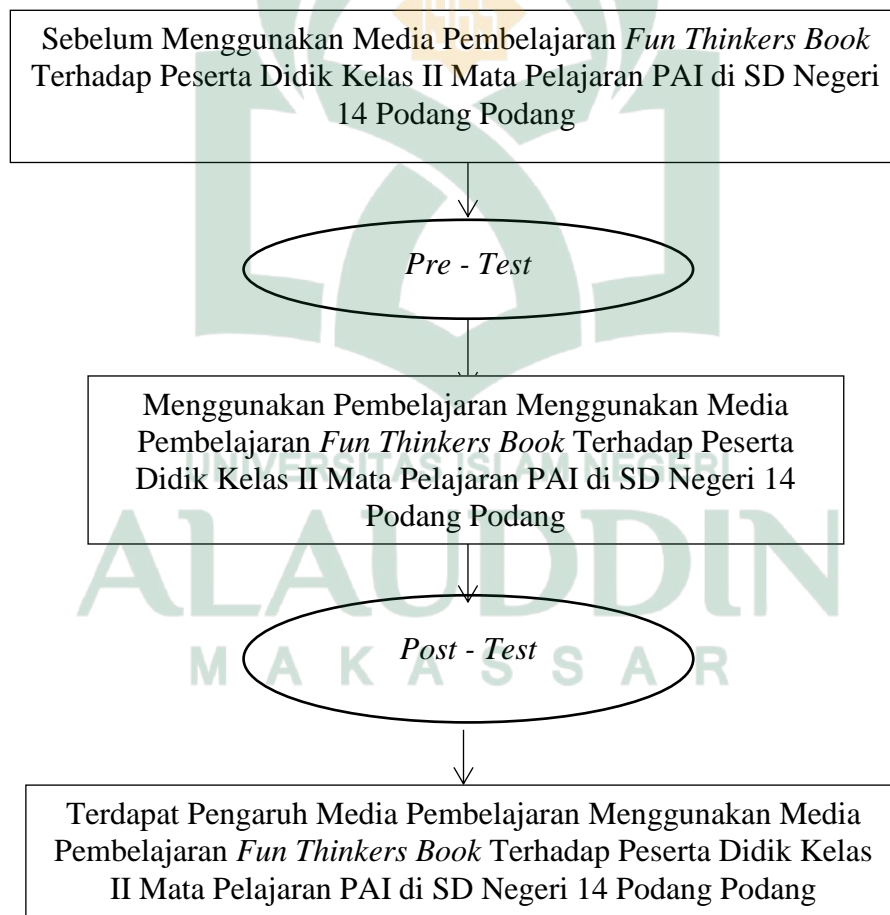 Sebelum Menggunakan Media Pembelajaran Fun Thinkers Book
Terhadap Peserta Didik Kelas II Mata Pelajaran PAI di SD Negeri
14 Podang Podang
Pre - Test
Menggunakan Pembelajaran Menggunakan Media
Pembelajaran Fun Thinkers Book Terhadap Peserta
Didik Kelas II Mata Pelajaran PAI di SD Negeri 14
Podang Podang
UNIVERSITAS ISLAM NEGERI
ALAUDDIN
MAKASSAR
Post - Test
Terdapat Pengaruh Media Pembelajaran Menggunakan Media
Pembelajaran Fun Thinkers Book Terhadap Peserta Didik Kelas
II Mata Pelajaran PAI di SD Negeri 14 Podang Podang